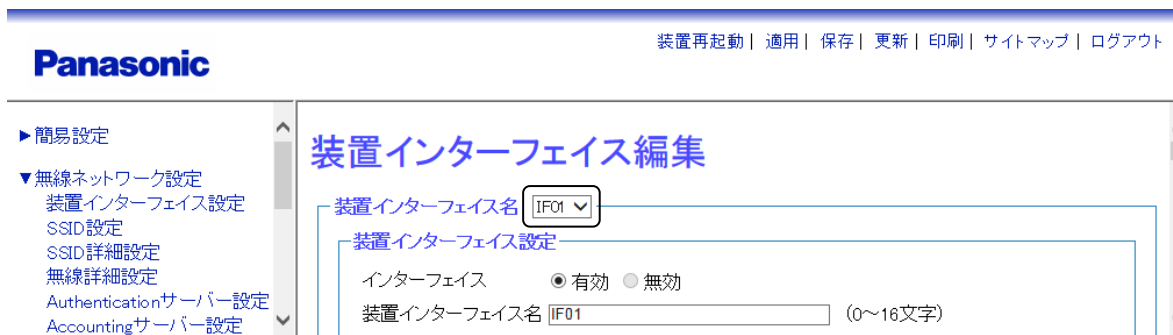 装置再起動| 適用| 保存| 更新| 印刷| サイトマップ| ログアウト
Panasonic
▶簡易設定
▼無線ネットワーク設定
装置インターフェイス設定
SSID設定
SSID詳細設定
無線詳細設定
Authenticationサーバー設定
Accountingサーバー設定
装置インターフェイス編集
装置インターフェイス名 IF01
装置インターフェイス設定
インターフェイス 有効 無効
装置インターフェイス名 IF01 (0～16文字)